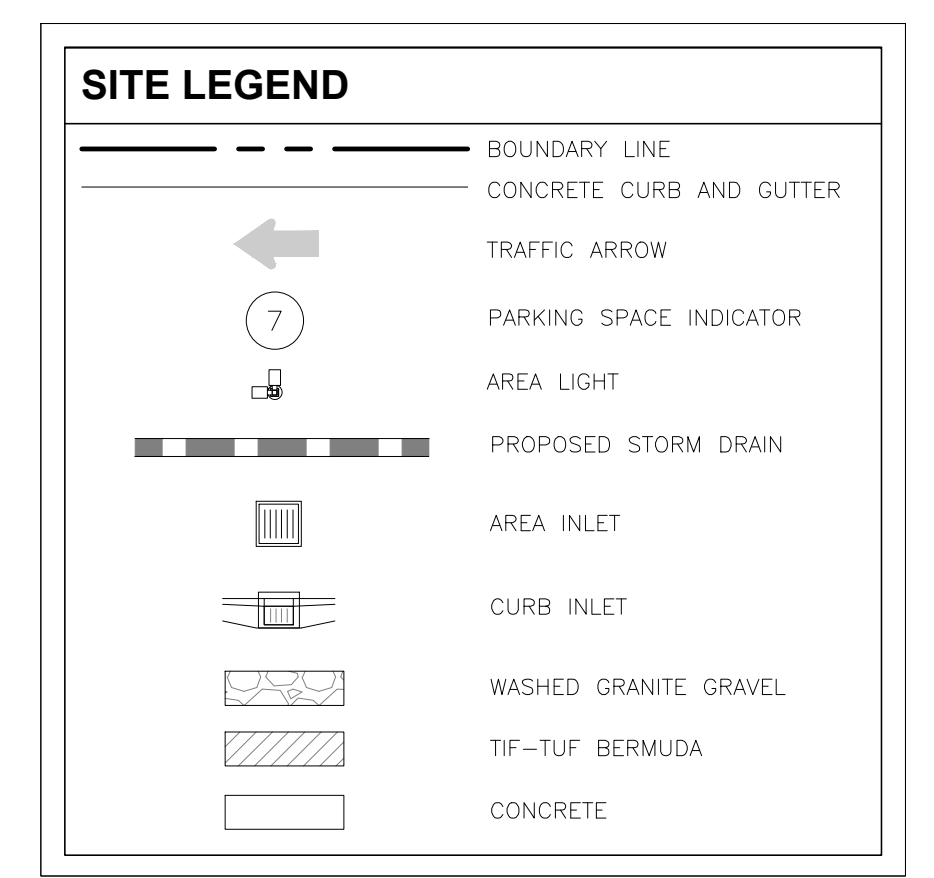 SITE LEGEND
BOUNDARY LINE
CONCRETE CURB AND GUTTER
TRAFFIC ARROW
7 PARKING SPACE INDICATOR
AREA LIGHT
PROPOSED STORM DRAIN
AREA INLET
CURB INLET
WASHED GRANITE GRAVEL
TIF-TUF BERMUDA
CONCRETE